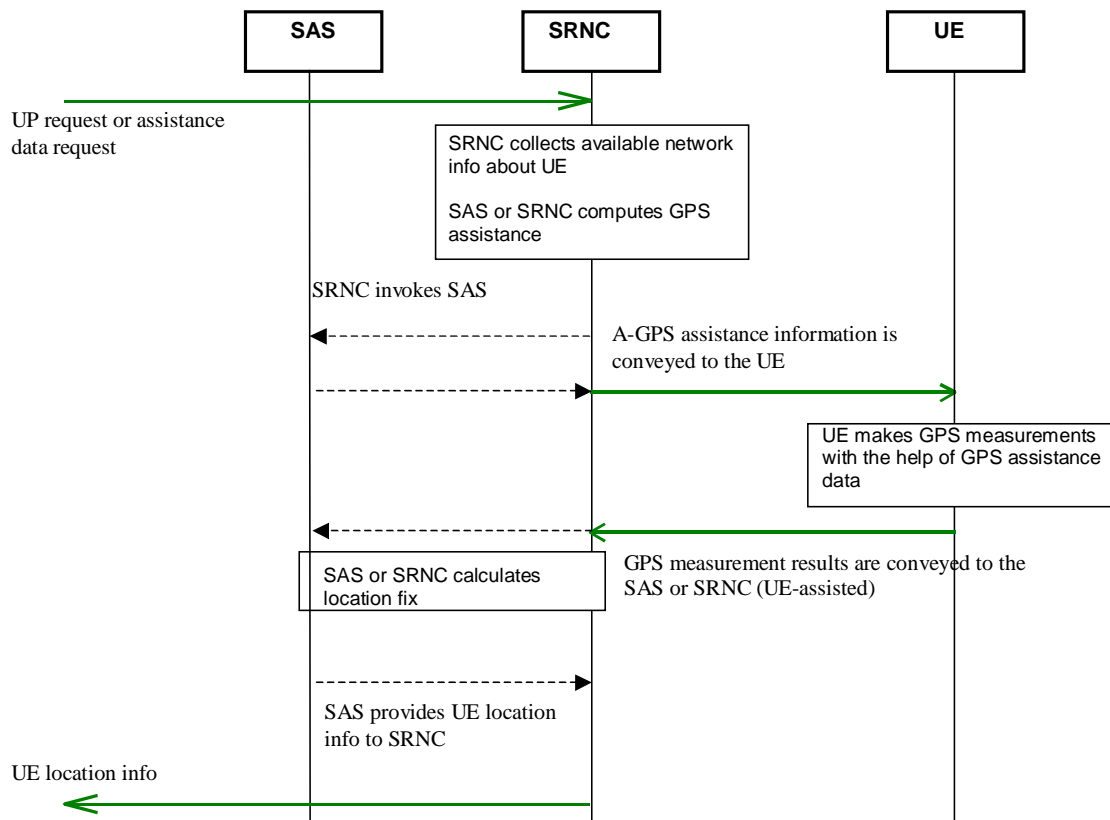 SAS
SRNC
UE
UP request or assistance
data request
SRNC collects available network
info about UE
SAS or SRNC computes GPS
assistance
SRNC invokes SAS
A-GPS assistance information is
conveyed to the UE
UE makes GPS measurements
with the help of GPS assistance
data
GPS measurement results are conveyed to the
SAS or SRNC (UE-assisted)
SAS or SRNC calculates
location fix
SAS provides UE location
info to SRNC
UE location info